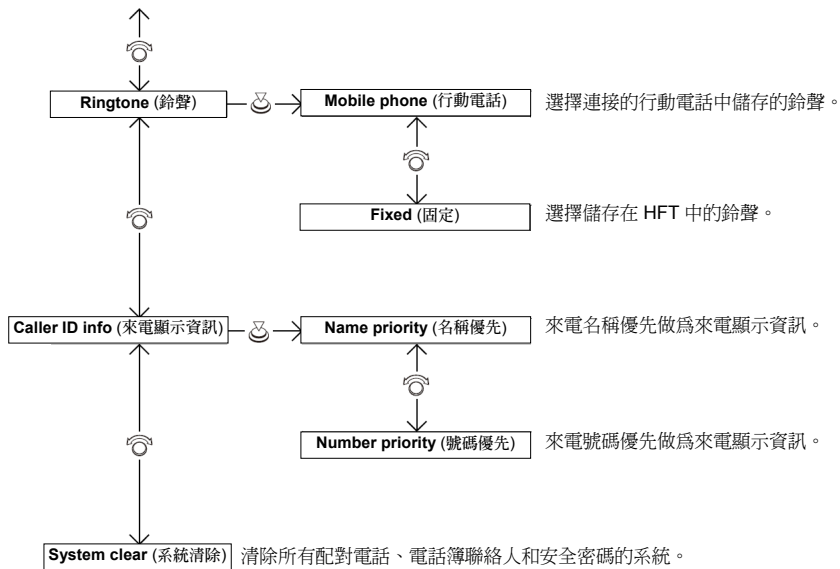 Ringtone (鈴聲)
Mobile phone (行動電話)
選擇連接的行動電話中儲存的鈴聲。
Fixed (固定)
選擇儲存在 HFT 中的鈴聲。
Caller ID info (來電顯示資訊)
Name priority (名稱優先)
來電名稱優先做爲來電顯示資訊。
Number priority (號碼優先)
來電號碼優先做爲來電顯示資訊。
System clear (系統清除)
清除所有配對電話、電話簿聯絡人和安全密碼的系統。